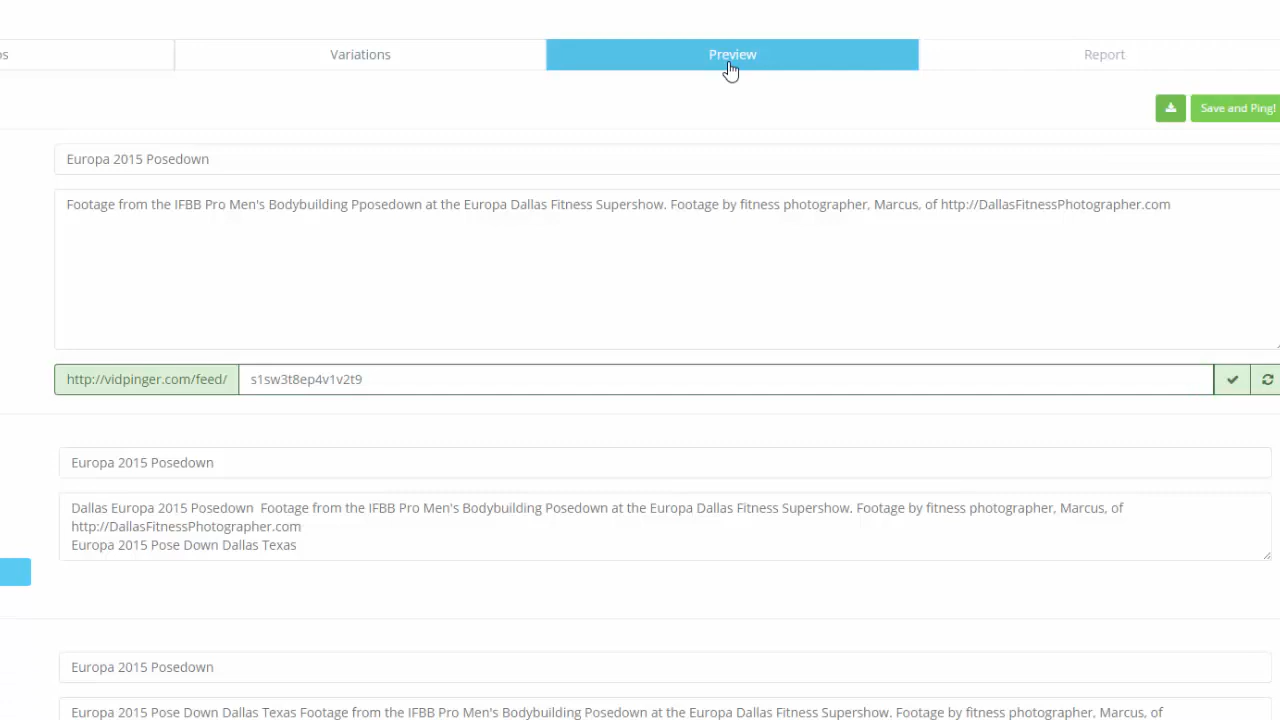 os
Variations
Preview
Report
Save and Ping!
Europa 2015 Posedown
Footage from the IFBB Pro Men's Bodybuilding Pposedown at the Europa Dallas Fitness Supershow. Footage by fitness photographer, Marcus, of http://DallasFitnessPhotographer.com
http://vidpinger.com/feed/
s1sw3t8ep4v1v2t9
Europa 2015 Posedown
Dallas Europa 2015 Posedown  Footage from the IFBB Pro Men's Bodybuilding Posedown at the Europa Dallas Fitness Supershow. Footage by fitness photographer, Marcus, of
http://DallasFitnessPhotographer.com
Europa 2015 Pose Down Dallas Texas
Europa 2015 Posedown
Europa 2015 Pose Down Dallas Texas Footage from the IFBB Pro Men's Bodybuilding Posedown at the Europa Dallas Fitness Supershow. Footage by fitness photographer, Marcus, of